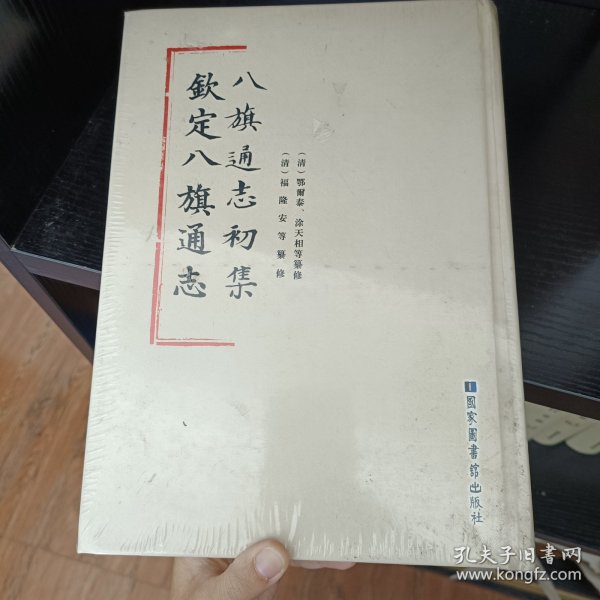 八旗通志初集
欽定八旗通志
（清）鄂爾泰、涂天相等纂修
（清）福隆安等纂修
國家圖書館出版社
孔夫子旧書网
www.kongfz.com